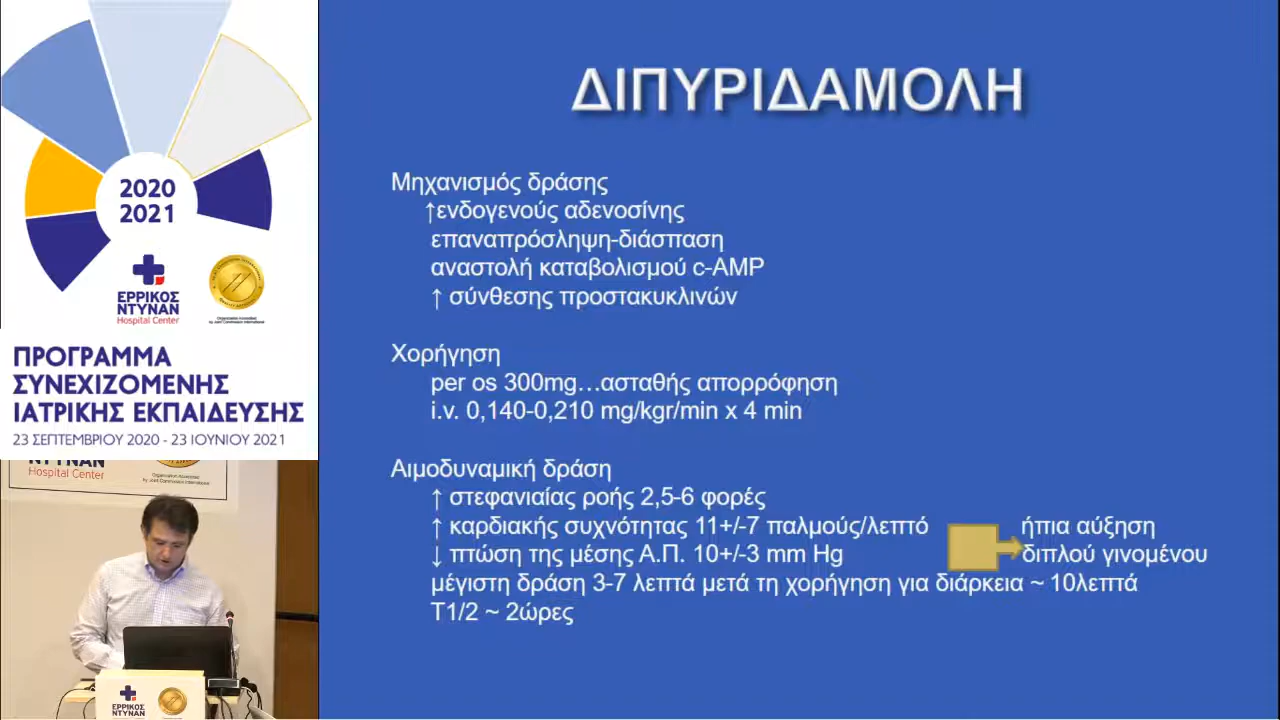 2020
2021
ΕΡΡΙΚΟΣ
ΝΤΥΝΑΝ
Hospital Center
ΠΡΟΓΡΑΜΜΑ
ΣΥΝΕΧΙΖΟΜΕΝΗΣ
ΙΑΤΡΙΚΗΣ ΕΚΠΑΙΔΕΥΣΗΣ
23 ΣΕΠΤΕΜΒΡΙΟΥ 2020 - 23 ΙΟΥΝΙΟΥ 2021
ΝΤΥΝΑΝ
Hospital Center
ΕΡΡΙΚΟΣ
ΝΤΥΝΑΝ
ΔΙΠΥΡΙΔΑΜΟΛΗ
Μηχανισμός δράσης
↑ενδογενούς αδενοσίνης
επαναπρόσληψη-διάσπαση
αναστολή καταβολισμού c-AMP
↑ σύνθεσης προστακυκλινών
Χορήγηση
per os 300mg…ασταθής απορρόφηση
i.v. 0,140-0,210 mg/kgr/min x 4 min
Αιμοδυναμική δράση
↑ στεφανιαίας ροής 2,5-6 φορές
↑ καρδιακής συχνότητας 11+/-7 παλμούς/λεπτό ήπια αύξηση
↓ πτώση της μέσης Α.Π. 10+/-3 mm Hg διπλού γινομένου
μέγιστη δράση 3-7 λεπτά μετά τη χορήγηση για διάρκεια ~ 10λεπτά
Τ1/2 ~ 2ώρες